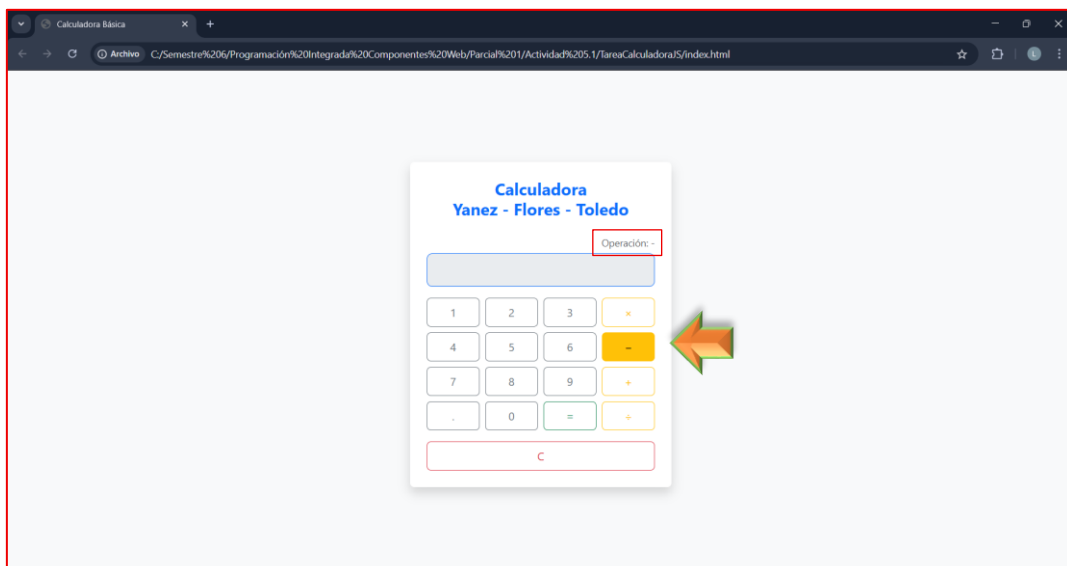 Calculadora Básica
Archivo C:/Semestre%206/Programación%20Integrada%20Componentes%20Web/Parcial%201/Actividad%205.1/TareaCalculadoraJS/index.html
L
Calculadora
Yanez - Flores - Toledo
Operación: -
1 2 3 ×
4 5 6 −
7 8 9 +
. 0 = ÷
C